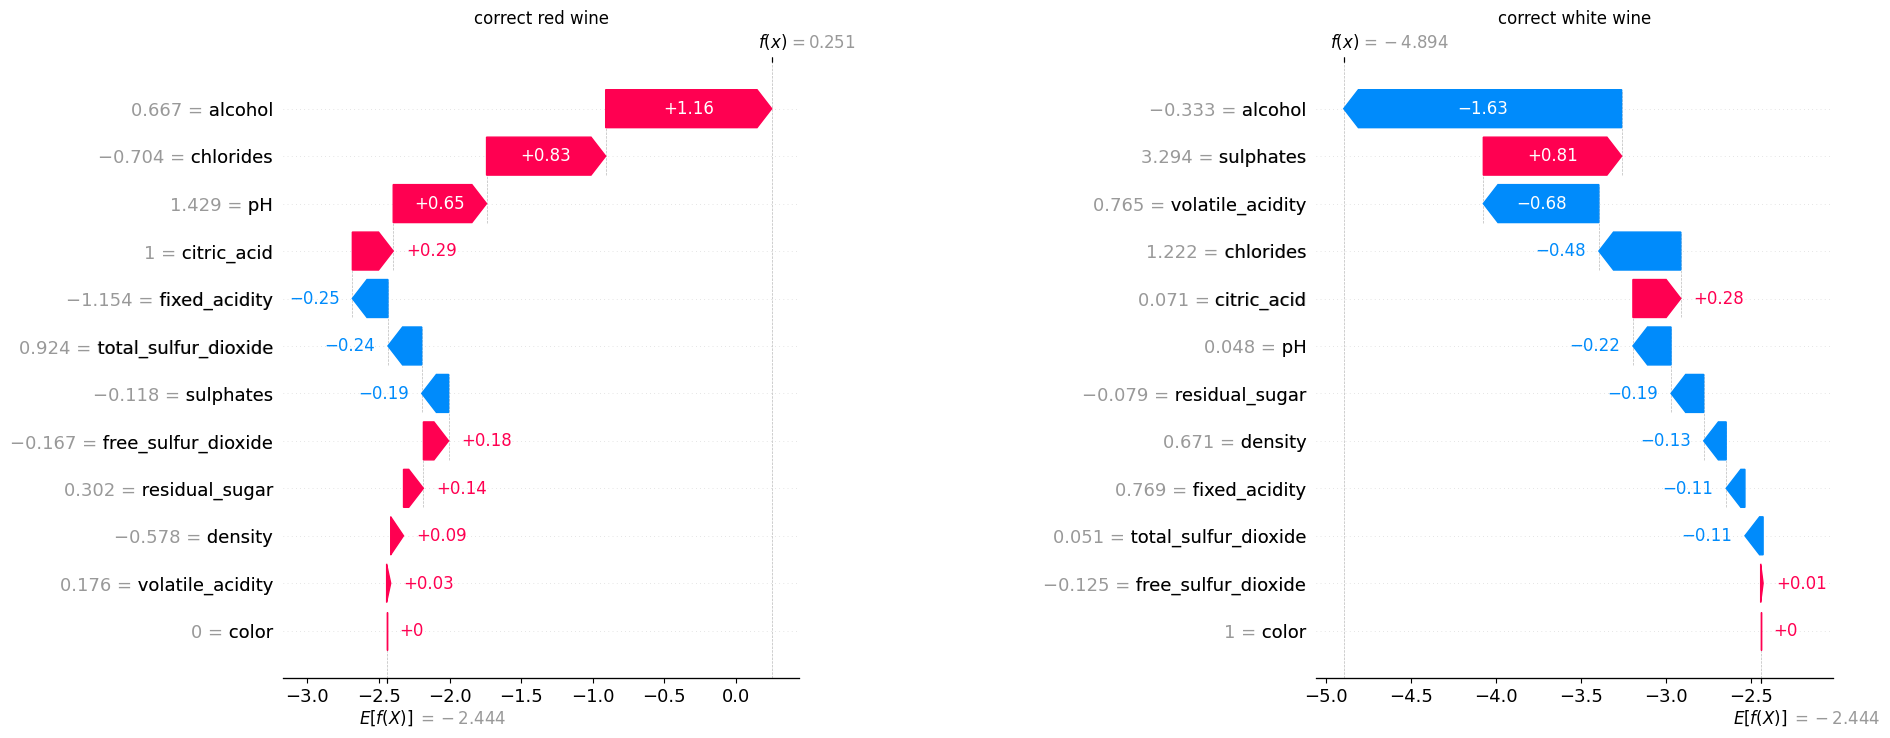 correct red wine
f(x) = 0.251
0.667 = alcohol +1.16
−0.704 = chlorides +0.83
1.429 = pH +0.65
1 = citric_acid +0.29
−1.154 = fixed_acidity −0.25
0.924 = total_sulfur_dioxide −0.24
−0.118 = sulphates −0.19
−0.167 = free_sulfur_dioxide +0.18
0.302 = residual_sugar +0.14
−0.578 = density +0.09
0.176 = volatile_acidity +0.03
0 = color +0
−3.0 −2.5 −2.0 −1.5 −1.0 −0.5 0.0
E[f(X)] = −2.444
correct white wine
f(x) = −4.894
−0.333 = alcohol −1.63
3.294 = sulphates +0.81
0.765 = volatile_acidity −0.68
1.222 = chlorides −0.48
0.071 = citric_acid +0.28
0.048 = pH −0.22
−0.079 = residual_sugar −0.19
0.671 = density −0.13
0.769 = fixed_acidity −0.11
0.051 = total_sulfur_dioxide −0.11
−0.125 = free_sulfur_dioxide +0.01
1 = color +0
−5.0 −4.5 −4.0 −3.5 −3.0 −2.5
E[f(X)] = −2.444